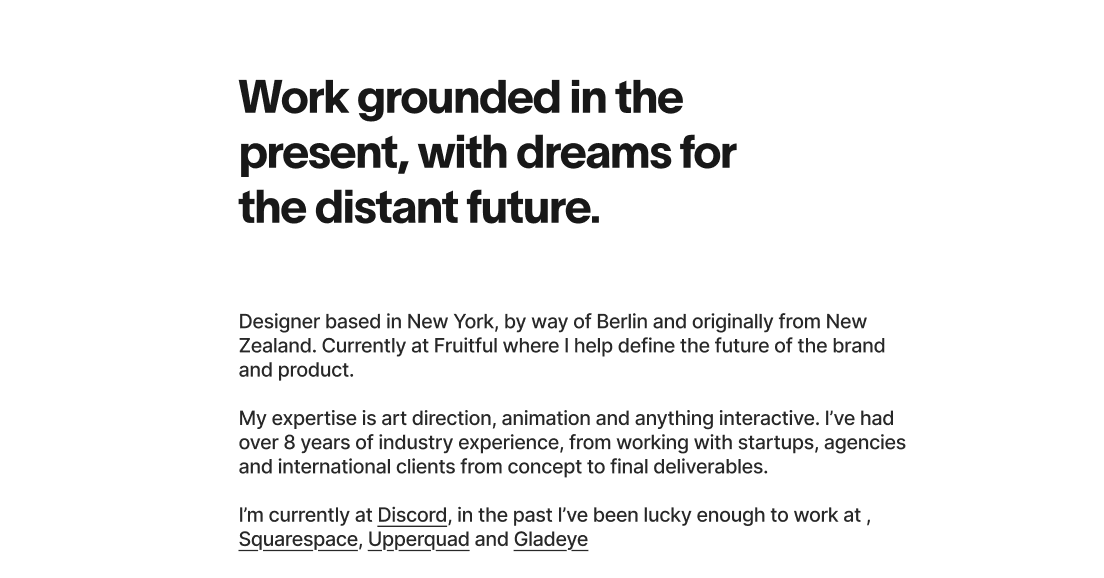 Work grounded in the
present, with dreams for
the distant future.
Designer based in New York, by way of Berlin and originally from New
Zealand. Currently at Fruitful where I help define the future of the brand
and product.
My expertise is art direction, animation and anything interactive. I’ve had
over 8 years of industry experience, from working with startups, agencies
and international clients from concept to final deliverables.
I’m currently at Discord, in the past I’ve been lucky enough to work at ,
Squarespace, Upperquad and Gladeye